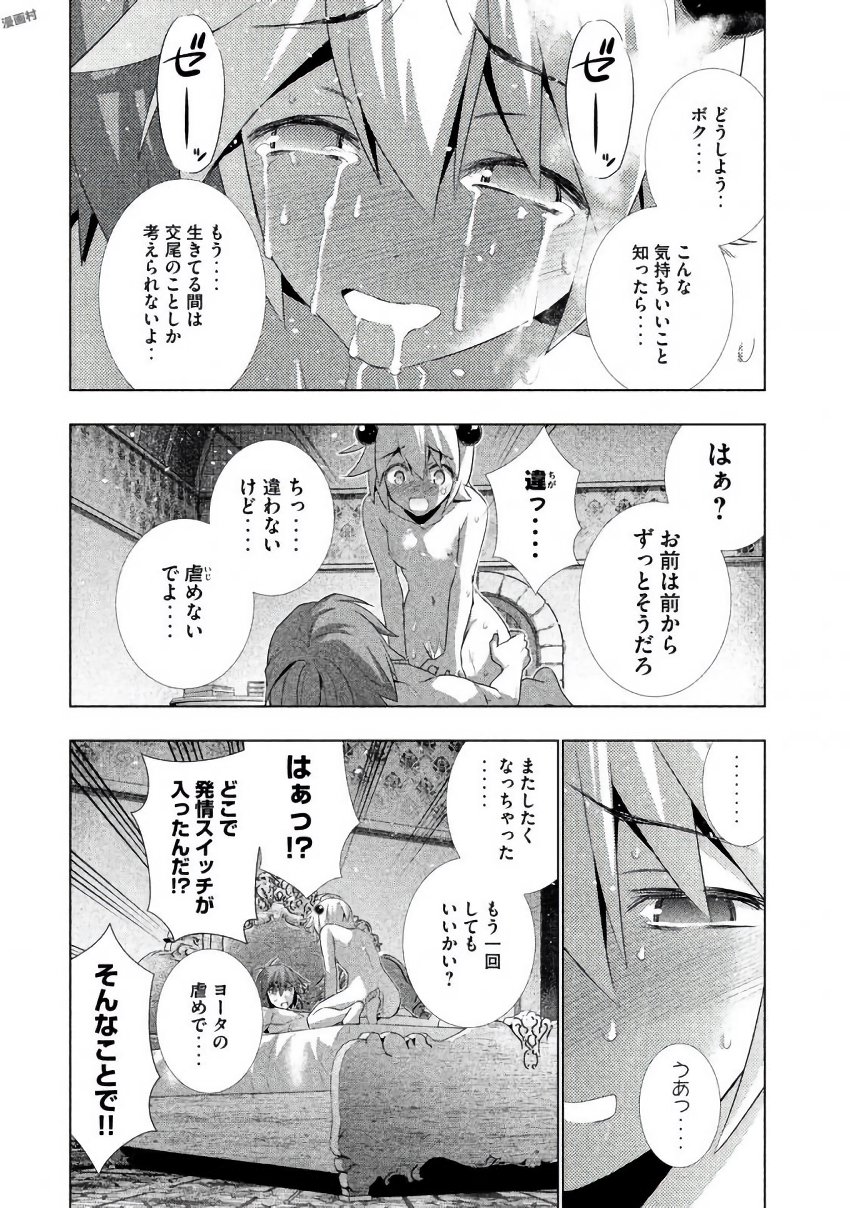 漫画村
どうしよう‥
ボク‥‥
こんな
気持ちいいこと
知ったら‥‥
ゼーッ
ゼーッ
もう‥‥
生きてる間は
交尾のことしか
考えられないよ‥
はぁ?
お前は前から
ずっとそうだろ
違っ‥‥
ちが
ちっ‥‥
違わない
けど‥‥
虐めない
いじ
でよ‥‥
‥‥‥
うあっ‥‥
またしたく
なっちゃった
‥‥‥
もう一回
しても
いいかい?
はぁっ!?
どこで
発情スイッチが
入ったんだ!?
ヨータの
虐めで‥‥
そんなことで!!